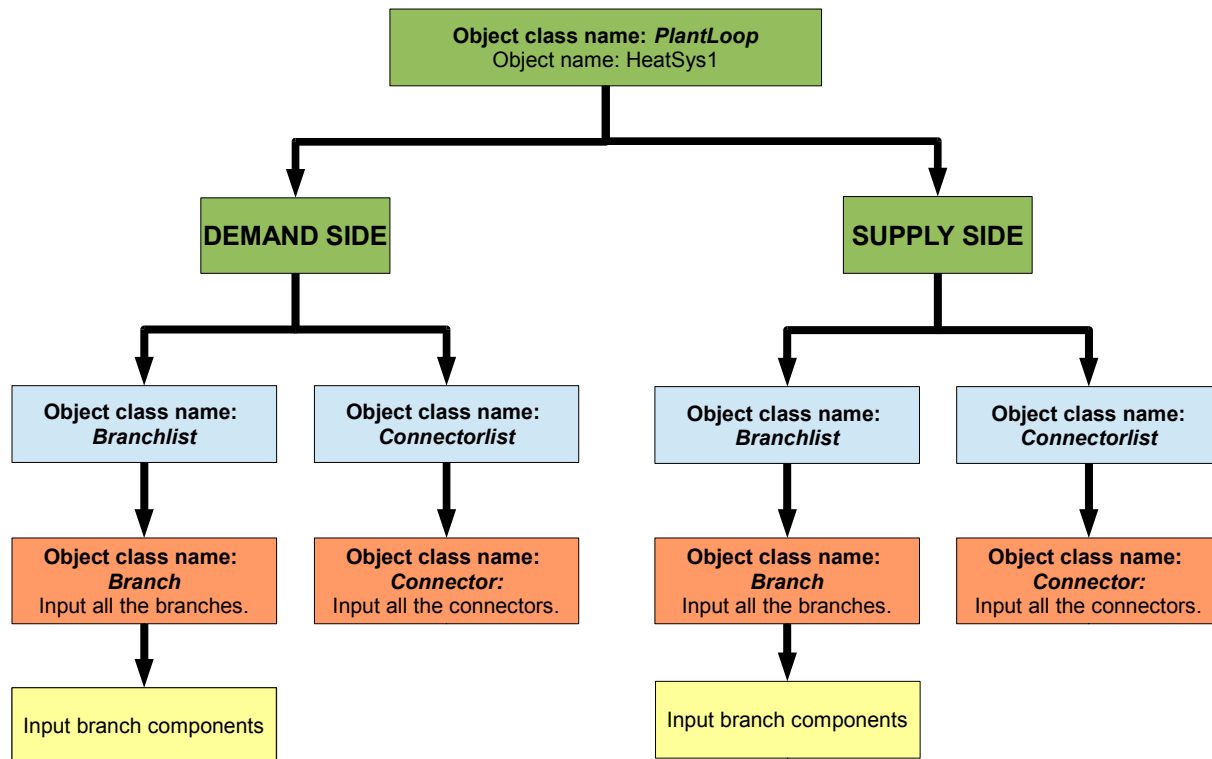 Object class name: PlantLoop
Object name: HeatSys1
DEMAND SIDE
SUPPLY SIDE
Object class name:
Branchlist
Object class name:
Connectorlist
Object class name:
Branchlist
Object class name:
Connectorlist
Object class name:
Branch
Input all the branches.
Object class name:
Connector:
Input all the connectors.
Object class name:
Branch
Input all the branches.
Object class name:
Connector:
Input all the connectors.
Input branch components
Input branch components